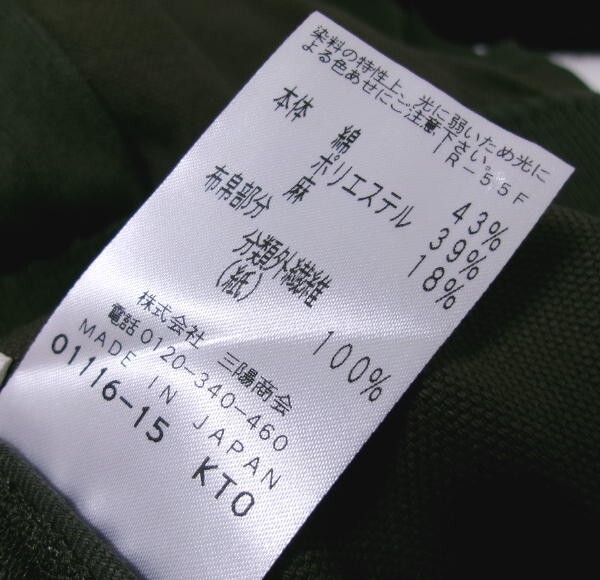 染料の特性上、光に弱いため光に
よる色あせにご注意下さい。
R-55F
本体 綿 43%
ポリエステル 39%
麻 18%
布帛部分
分類外繊維 100%
(紙)
株式会社 三陽商会
電話0120-340-460
MADE IN JAPAN
01116-15 KTO